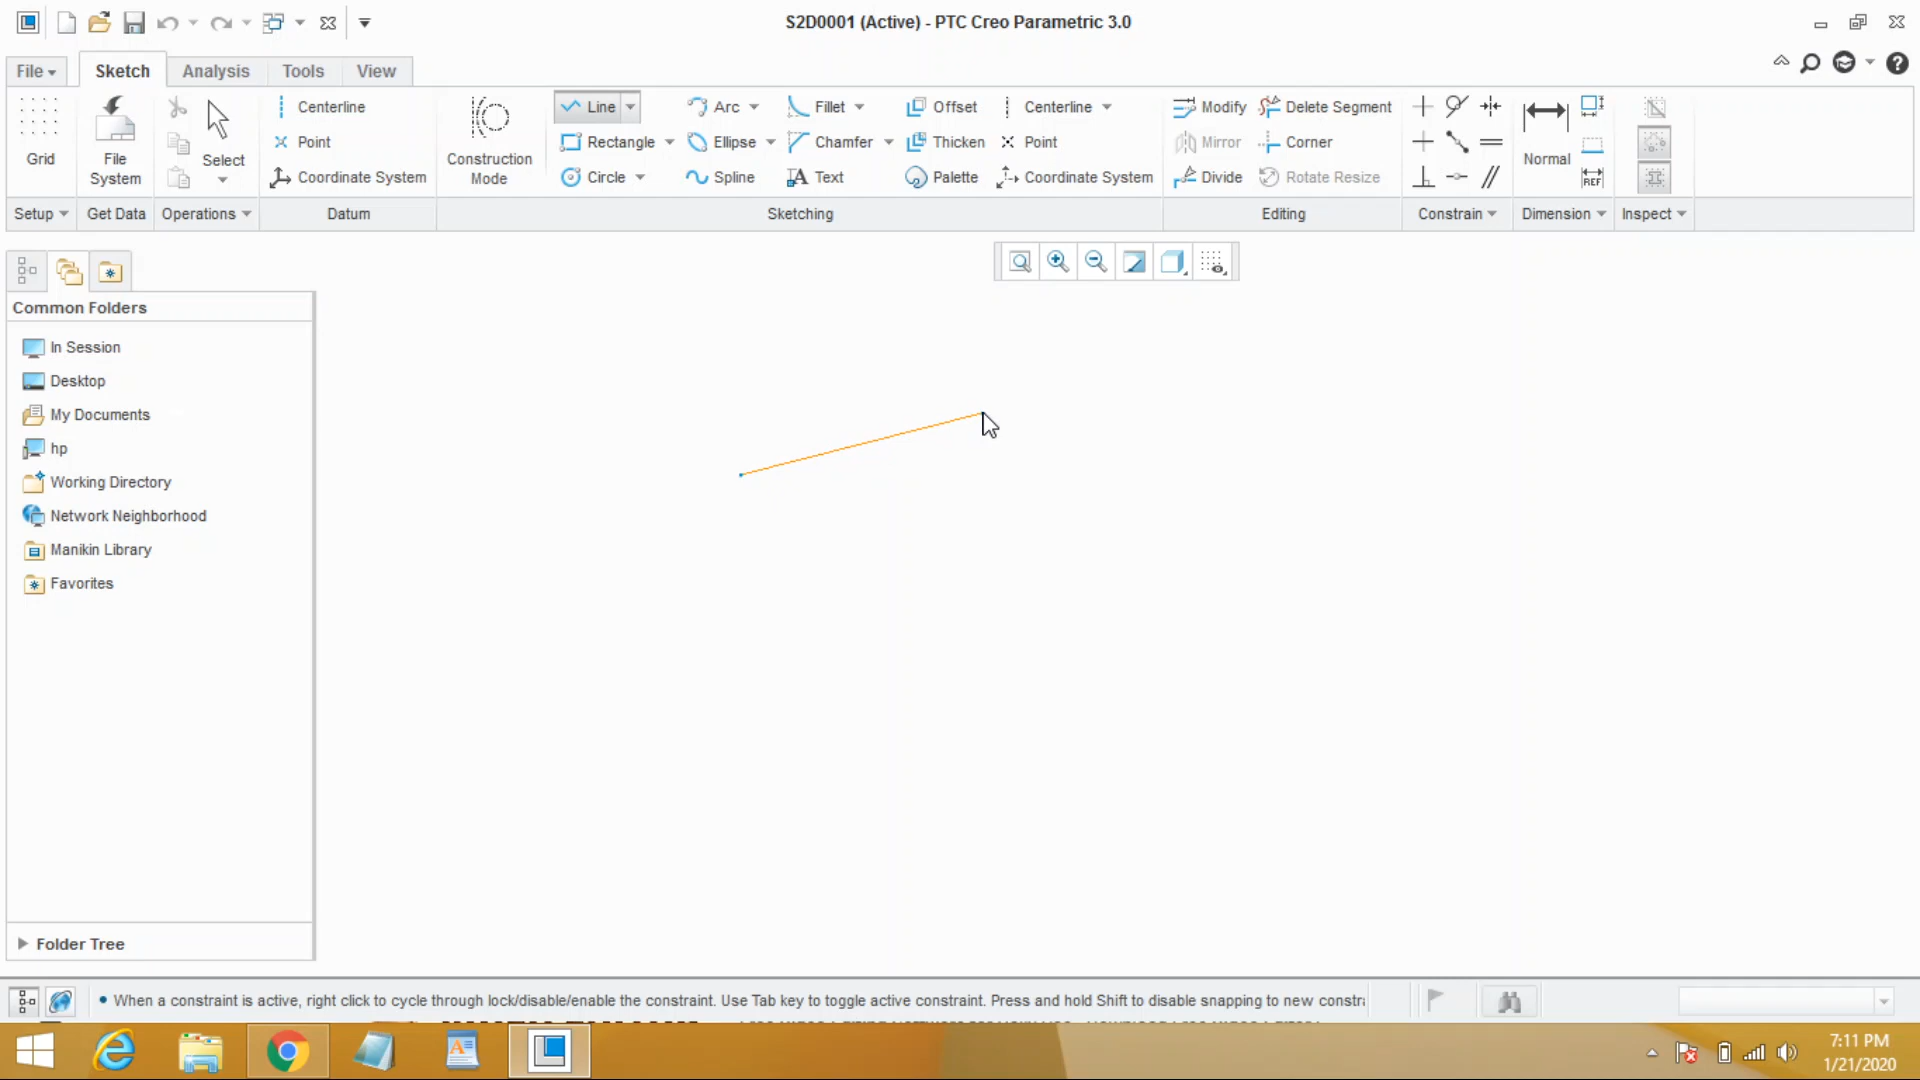 S2D0001 (Active) - PTC Creo Parametric 3.0
File Sketch Analysis Tools View
Grid
File System
Select
Centerline
Point
Coordinate System
Construction Mode
Line Arc Fillet Offset Centerline
Rectangle Ellipse Chamfer Thicken Point
Circle Spline Text Palette Coordinate System
Modify Delete Segment
Mirror Corner
Divide Rotate Resize
Normal
REF
Setup Get Data Operations Datum Sketching Editing Constrain Dimension Inspect
Common Folders
In Session
Desktop
My Documents
hp
Working Directory
Network Neighborhood
Manikin Library
Favorites
Folder Tree
• When a constraint is active, right click to cycle through lock/disable/enable the constraint. Use Tab key to toggle active constraint. Press and hold Shift to disable snapping to new constra
7:11 PM
1/21/2020